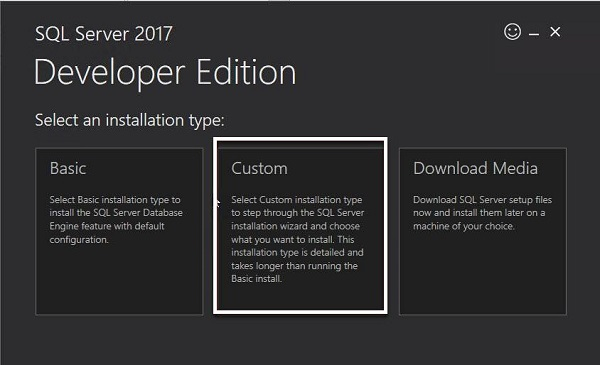 SQL Server 2017
Developer Edition
Select an installation type:
Basic
Select Basic installation type to
install the SQL Server Database
Engine feature with default
configuration.
Custom
Select Custom installation type
to step through the SQL Server
installation wizard and choose
what you want to install. This
installation type is detailed and
takes longer than running the
Basic install.
Download Media
Download SQL Server setup files
now and install them later on a
machine of your choice.